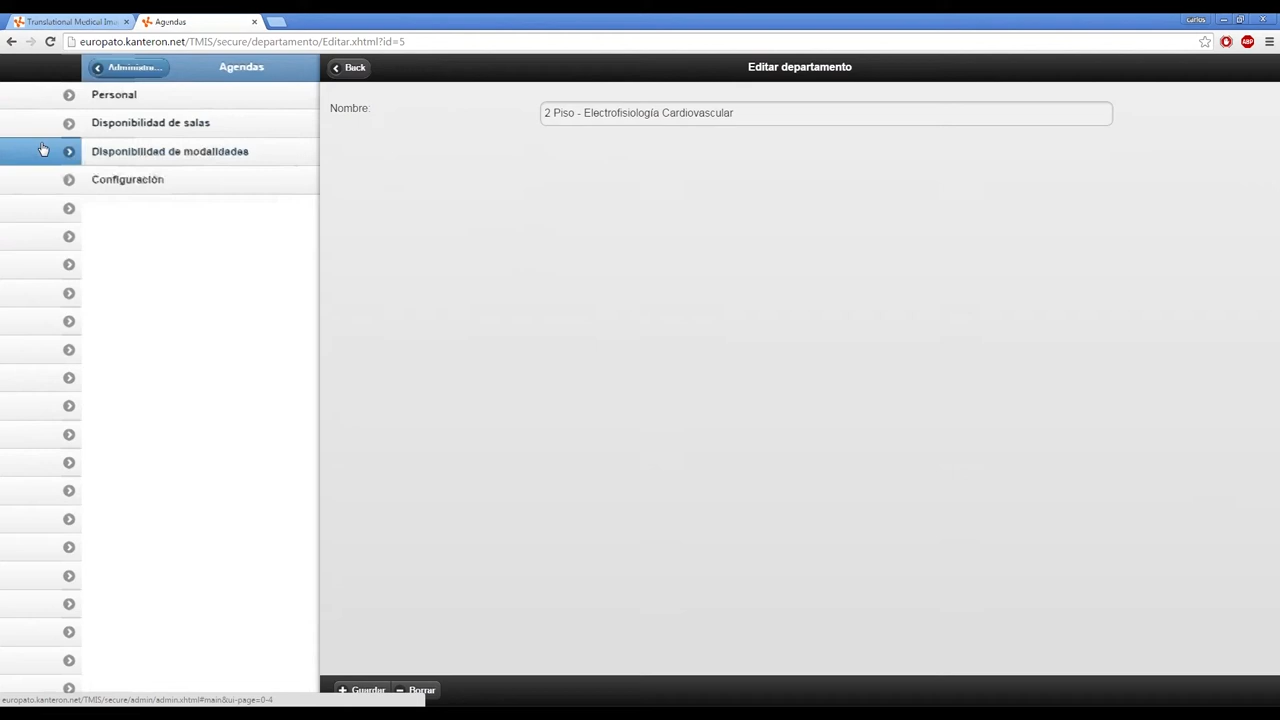 Translational Medical Ima
Agendas
Carlos
europato.kanteron.net/TMIS/secure/departamento/Editar.xhtml?id=5
ABP
Administra...
Agendas
Back
Editar departamento
Personal
Disponibilidad de salas
Disponibilidad de modalidades
Configuración
Nombre:
2 Piso - Electrofisiología Cardiovascular
Guardar
Borrar
europato.kanteron.net/TMIS/secure/admin/admin.xhtml#main&ui-page=0-4